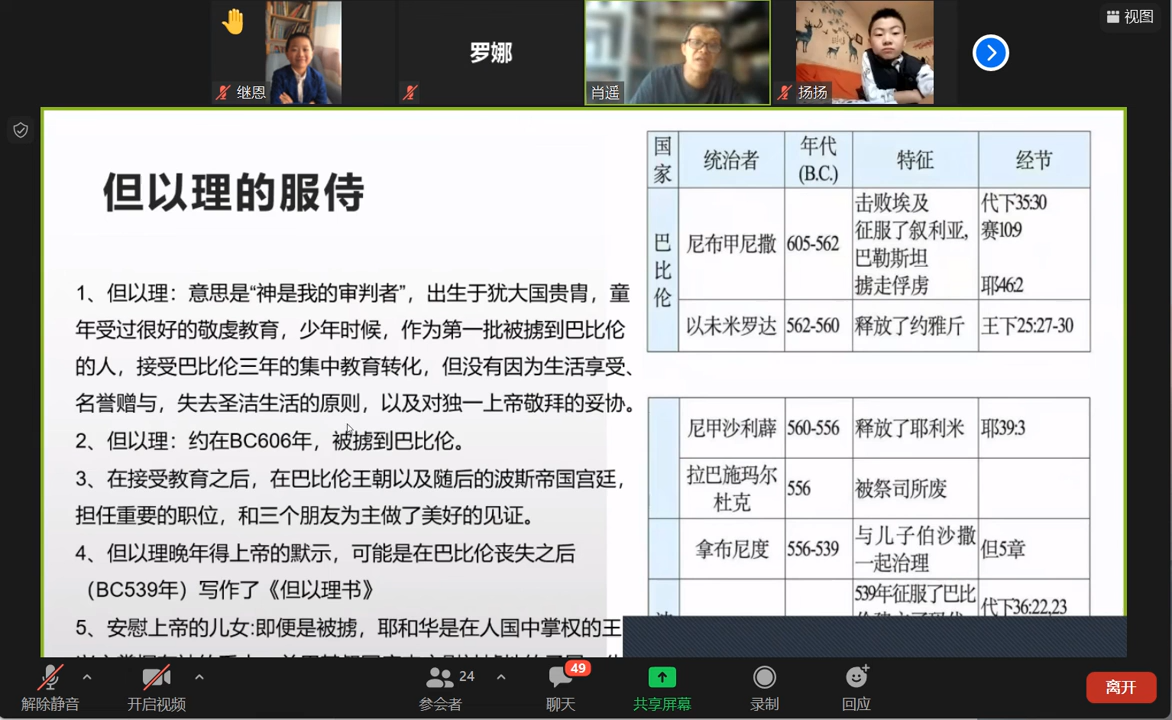 视图
继恩
罗娜
肖遥
扬扬
但以理的服侍
1、但以理：意思是“神是我的审判者”，出生于犹大国贵胄，童
年受过很好的敬虔教育，少年时候，作为第一批被掳到巴比伦
的人，接受巴比伦三年的集中教育转化，但没有因为生活享受、
名誉赠与，失去圣洁生活的原则，以及对独一上帝敬拜的妥协。
2、但以理：约在BC606年，被掳到巴比伦。
3、在接受教育之后，在巴比伦王朝以及随后的波斯帝国宫廷，
担任重要的职位，和三个朋友为主做了美好的见证。
4、但以理晚年得上帝的默示，可能是在巴比伦丧失之后
（BC539年）写作了《但以理书》
5、安慰上帝的儿女:即便是被掳，耶和华是在人国中掌权的王
国家 统治者 年代(B.C.) 特征 经节
巴比伦
尼布甲尼撒 605-562
击败埃及 代下35:30
征服了叙利亚, 赛10:9
巴勒斯坦
掳走俘虏 耶46:2
以未米罗达 562-560 释放了约雅斤 王下25:27-30
尼甲沙利薛 560-556 释放了耶利米 耶39:3
拉巴施玛尔杜克 556 被祭司所废
拿布尼度 556-539 与儿子伯沙撒一起治理 但5章
539年征服了巴比
代下36:22,23
解除静音
开启视频
24
参会者
49
聊天
共享屏幕
录制
回应
离开